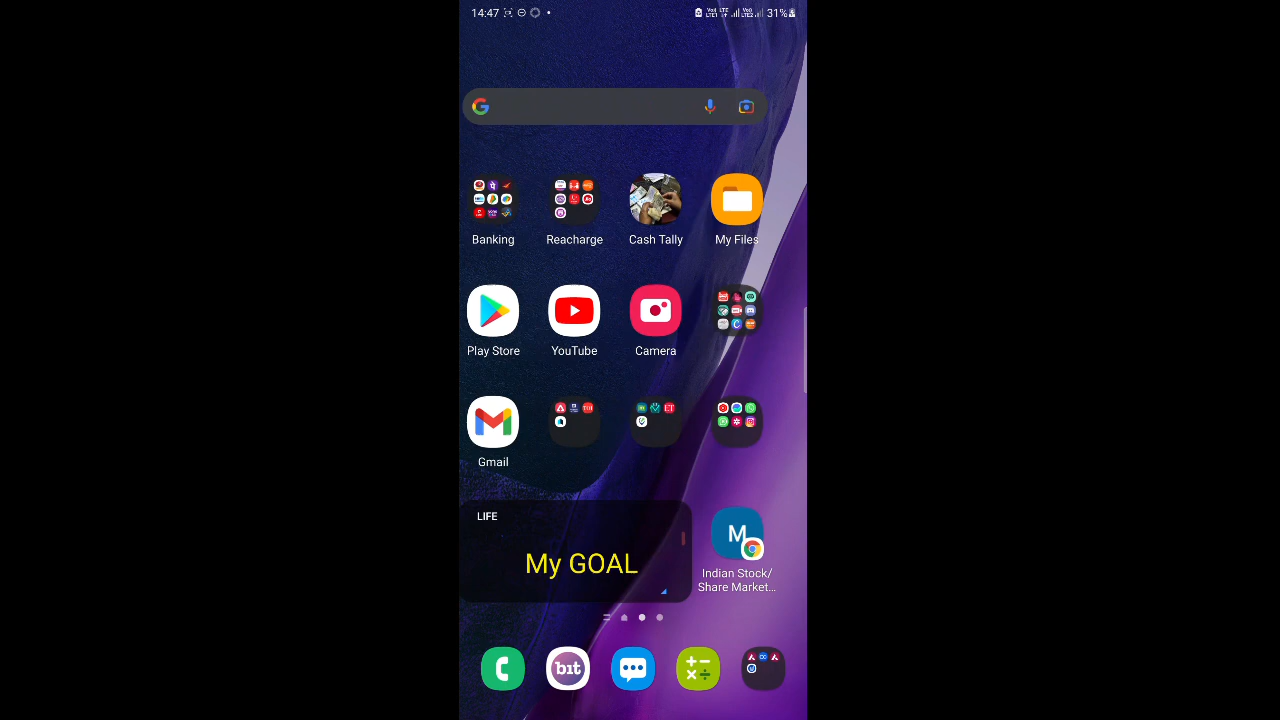 14:47
31%
Banking
Reacharge
Cash Tally
My Files
Play Store
YouTube
Camera
Gmail
LIFE
My GOAL
M
Indian Stock/
Share Market...
bit